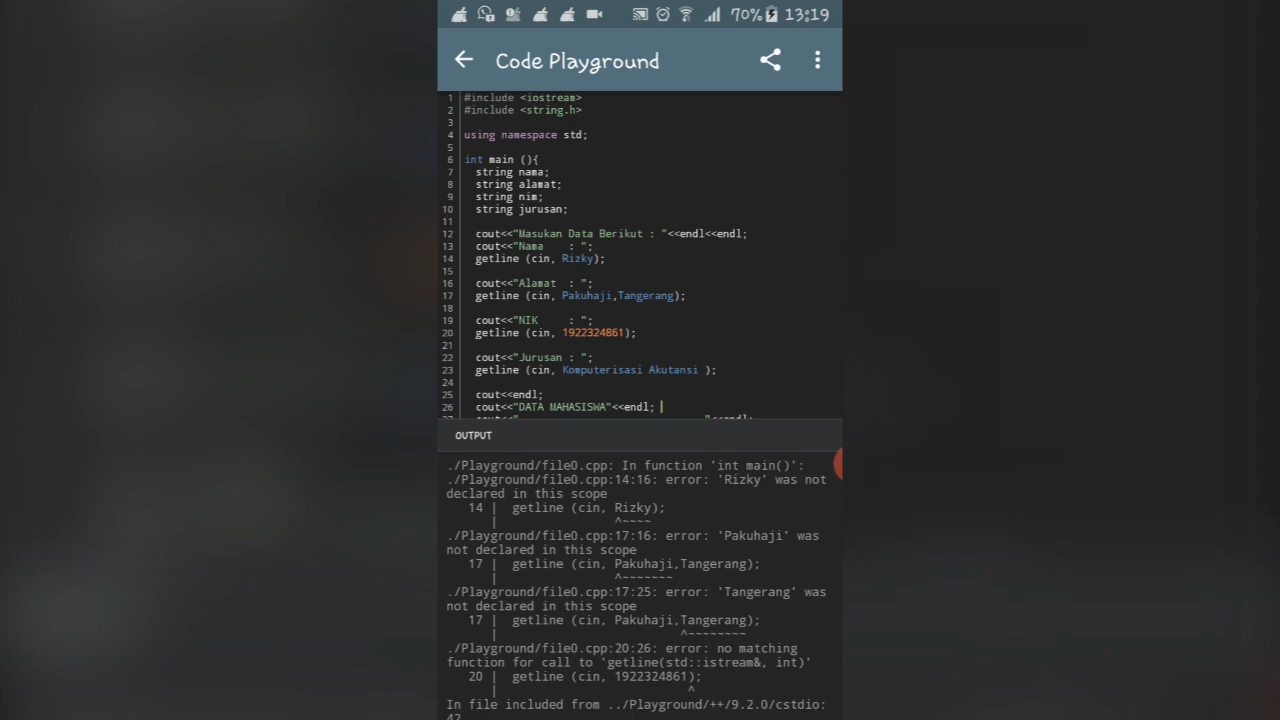 70% 13:19
Code Playground
1 #include <iostream>
2 #include <string.h>
3
4 using namespace std;
5
6 int main (){
7 string nama;
8 string alamat;
9 string nim;
10 string jurusan;
11
12 cout<<"Masukan Data Berikut : "<<endl<<endl;
13 cout<<"Nama    : ";
14 getline (cin, Rizky);
15
16 cout<<"Alamat  : ";
17 getline (cin, Pakuhaji,Tangerang);
18
19 cout<<"NIK     : ";
20 getline (cin, 1922324861);
21
22 cout<<"Jurusan : ";
23 getline (cin, Komputerisasi Akutansi );
24
25 cout<<endl;
26 cout<<"DATA MAHASISWA"<<endl;
OUTPUT
./Playground/file0.cpp: In function 'int main()':
./Playground/file0.cpp:14:16: error: 'Rizky' was not
declared in this scope
14 | getline (cin, Rizky);
| ^~~~~
./Playground/file0.cpp:17:16: error: 'Pakuhaji' was
not declared in this scope
17 | getline (cin, Pakuhaji,Tangerang);
| ^~~~~~~~
./Playground/file0.cpp:17:25: error: 'Tangerang' was
not declared in this scope
17 | getline (cin, Pakuhaji,Tangerang);
| ^~~~~~~~~
./Playground/file0.cpp:20:26: error: no matching
function for call to 'getline(std::istream&, int)'
20 | getline (cin, 1922324861);
| ^
In file included from ../Playground/++/9.2.0/cstdio: